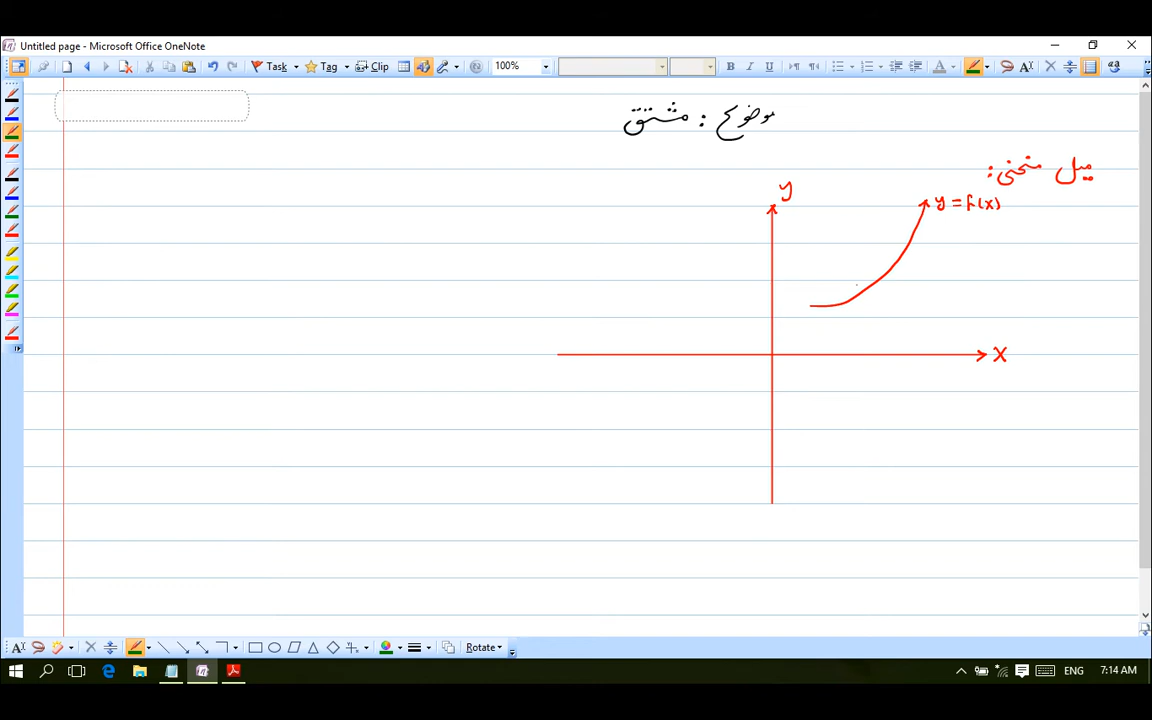 Untitled page - Microsoft Office OneNote
Task Tag Clip 100%
موضوع : مشتق
میل منحنی:
y
y = f(x)
x
Rotate
ENG 7:14 AM